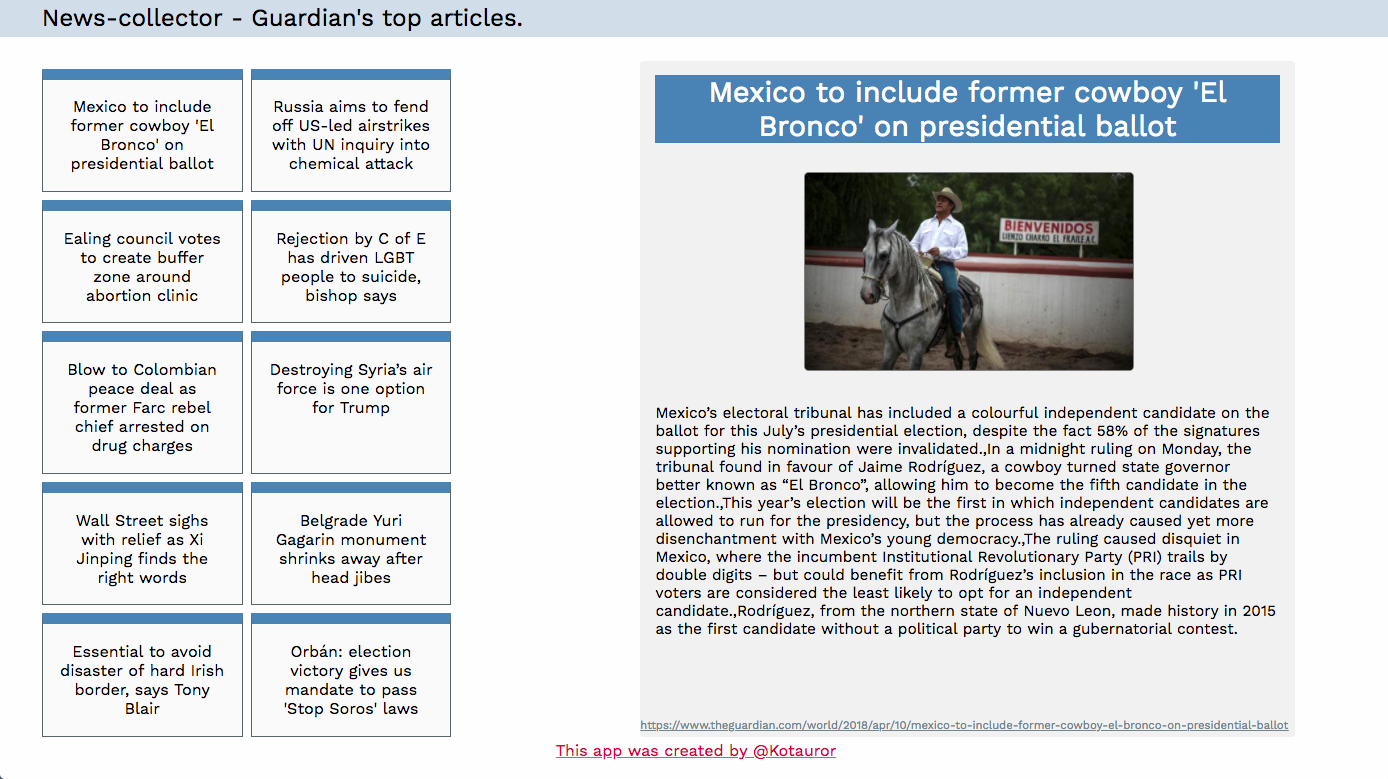 News-collector - Guardian's top articles.
Mexico to include
former cowboy 'El
Bronco' on
presidential ballot
Russia aims to fend
off US-led airstrikes
with UN inquiry into
chemical attack
Ealing council votes
to create buffer
zone around
abortion clinic
Rejection by C of E
has driven LGBT
people to suicide,
bishop says
Blow to Colombian
peace deal as
former Farc rebel
chief arrested on
drug charges
Destroying Syria’s air
force is one option
for Trump
Wall Street sighs
with relief as Xi
Jinping finds the
right words
Belgrade Yuri
Gagarin monument
shrinks away after
head jibes
Essential to avoid
disaster of hard Irish
border, says Tony
Blair
Orbán: election
victory gives us
mandate to pass
'Stop Soros' laws
Mexico to include former cowboy 'El
Bronco' on presidential ballot
BIENVENIDOS
LIENZO CHARRO EL FRAILE A.C.
Mexico’s electoral tribunal has included a colourful independent candidate on the
ballot for this July’s presidential election, despite the fact 58% of the signatures
supporting his nomination were invalidated.,In a midnight ruling on Monday, the
tribunal found in favour of Jaime Rodríguez, a cowboy turned state governor
better known as “El Bronco”, allowing him to become the fifth candidate in the
election.,This year’s election will be the first in which independent candidates are
allowed to run for the presidency, but the process has already caused yet more
disenchantment with Mexico’s young democracy.,The ruling caused disquiet in
Mexico, where the incumbent Institutional Revolutionary Party (PRI) trails by
double digits – but could benefit from Rodríguez’s inclusion in the race as PRI
voters are considered the least likely to opt for an independent
candidate.,Rodríguez, from the northern state of Nuevo Leon, made history in 2015
as the first candidate without a political party to win a gubernatorial contest.
https://www.theguardian.com/world/2018/apr/10/mexico-to-include-former-cowboy-el-bronco-on-presidential-ballot
This app was created by @Kotauror